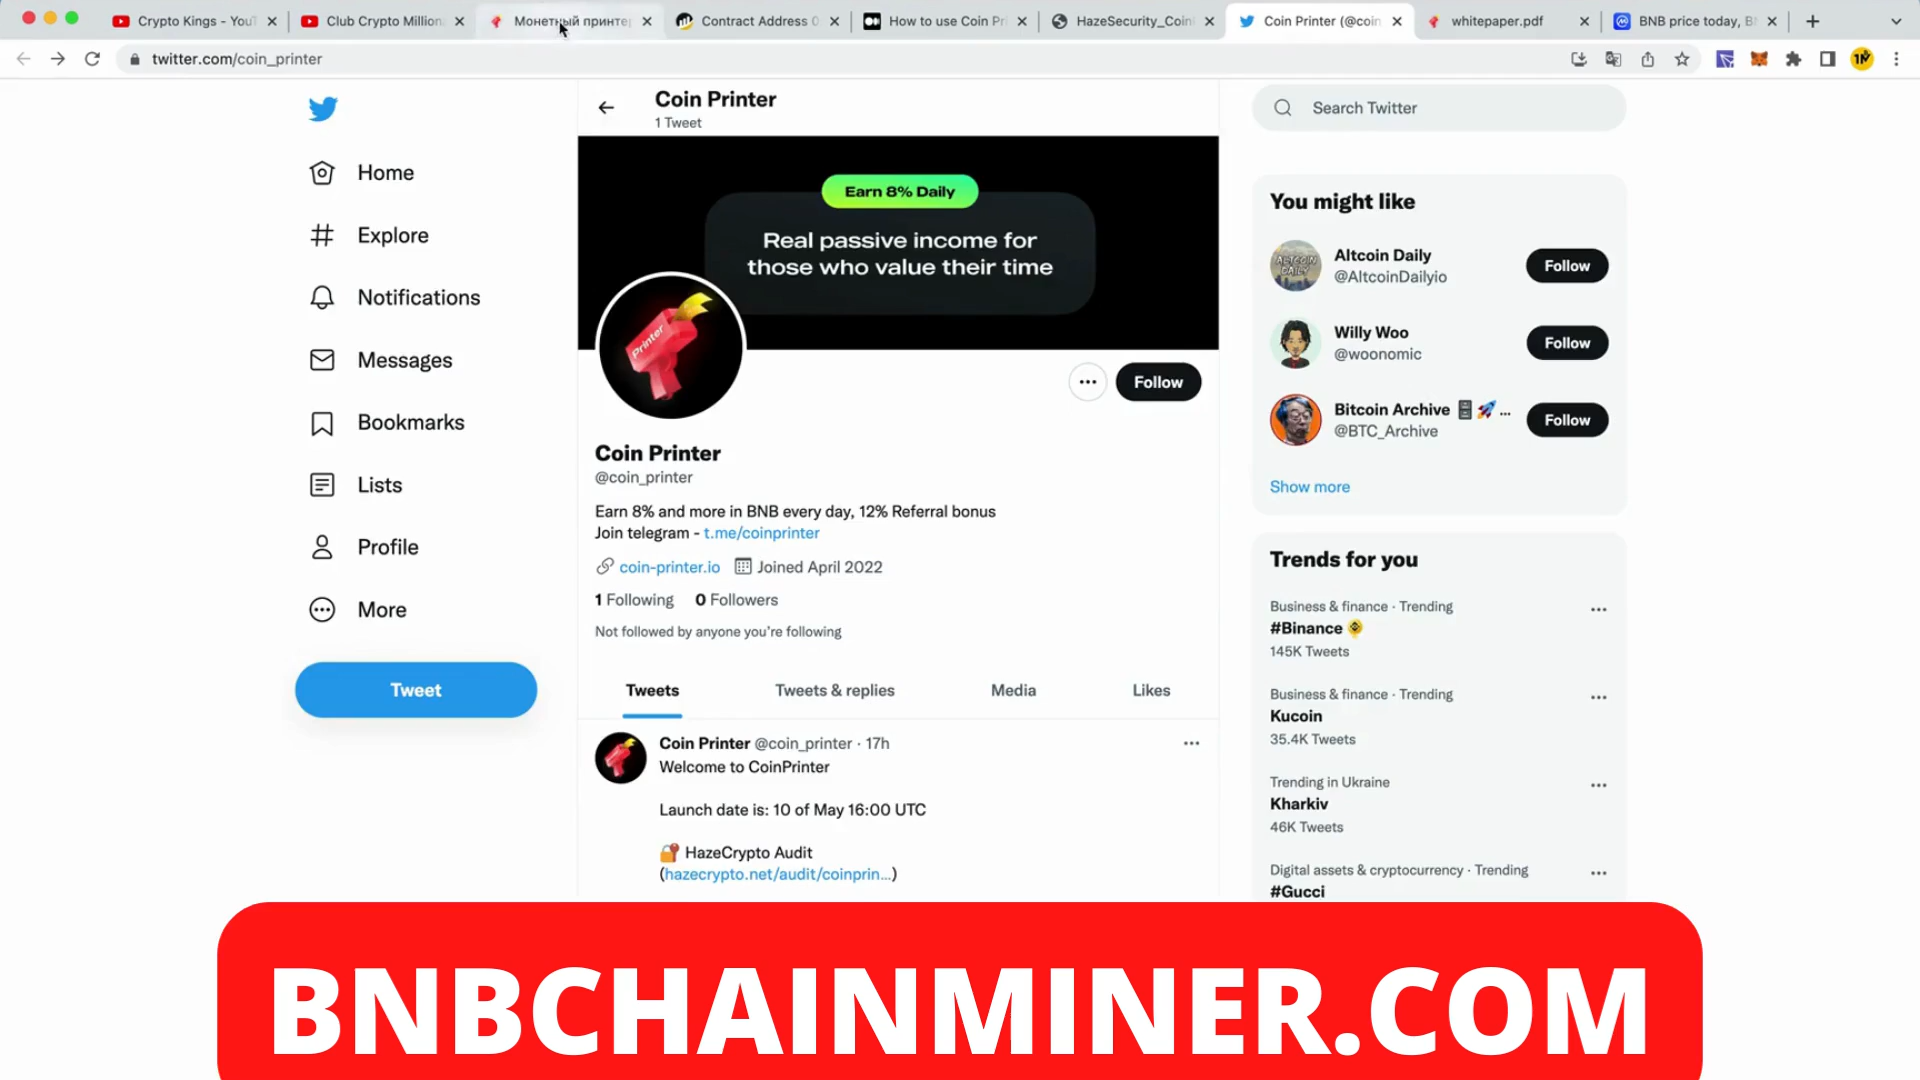 Crypto Kings - YouT
Club Crypto Million
Монетный принте
Contract Address 0
How to use Coin Pr
HazeSecurity_Coin
Coin Printer (@coin
whitepaper.pdf
BNB price today, B
twitter.com/coin_printer
Home
Explore
Notifications
Messages
Bookmarks
Lists
Profile
More
Tweet
Coin Printer
1 Tweet
Earn 8% Daily
Real passive income for
those who value their time
Printer
Follow
Coin Printer
@coin_printer
Earn 8% and more in BNB every day, 12% Referral bonus
Join telegram - t.me/coinprinter
coin-printer.io Joined April 2022
1 Following 0 Followers
Not followed by anyone you're following
Tweets Tweets & replies Media Likes
Coin Printer @coin_printer · 17h
Welcome to CoinPrinter
Launch date is: 10 of May 16:00 UTC
🔐 HazeCrypto Audit
(hazecrypto.net/audit/coinprin...)
Search Twitter
You might like
ALTCOIN
DAILY
Altcoin Daily
@AltcoinDailyio
Follow
Willy Woo
@woonomic
Follow
Bitcoin Archive 🗄🚀 ...
@BTC_Archive
Follow
Show more
Trends for you
Business & finance · Trending
#Binance
145K Tweets
Business & finance · Trending
Kucoin
35.4K Tweets
Trending in Ukraine
Kharkiv
46K Tweets
Digital assets & cryptocurrency · Trending
#Gucci
BNBCHAINMINER.COM